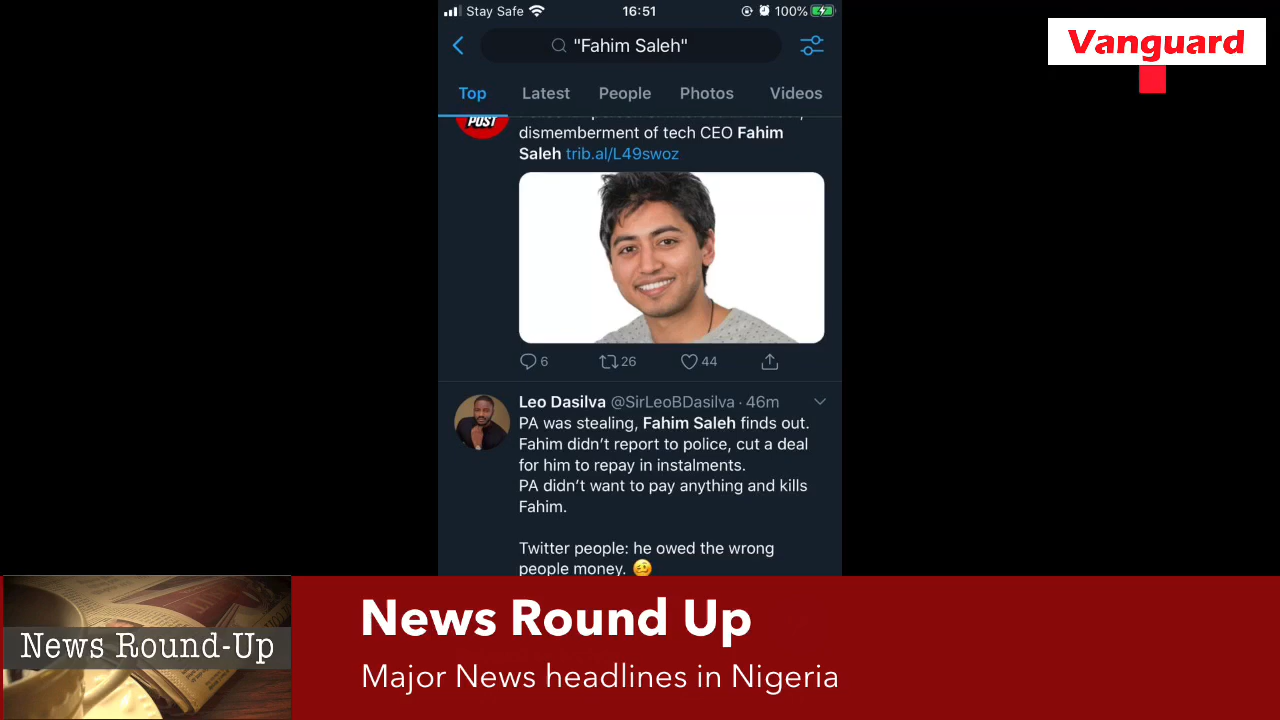 Stay Safe
16:51
100%
Vanguard
"Fahim Saleh"
Top
Latest
People
Photos
Videos
POST
dismemberment of tech CEO Fahim
Saleh trib.al/L49swoz
6
26
44
Leo Dasilva @SirLeoBDasilva · 46m
PA was stealing, Fahim Saleh finds out.
Fahim didn’t report to police, cut a deal
for him to repay in instalments.
PA didn’t want to pay anything and kills
Fahim.
Twitter people: he owed the wrong
people money. 🥴
News Round-Up
News Round Up
Major News headlines in Nigeria